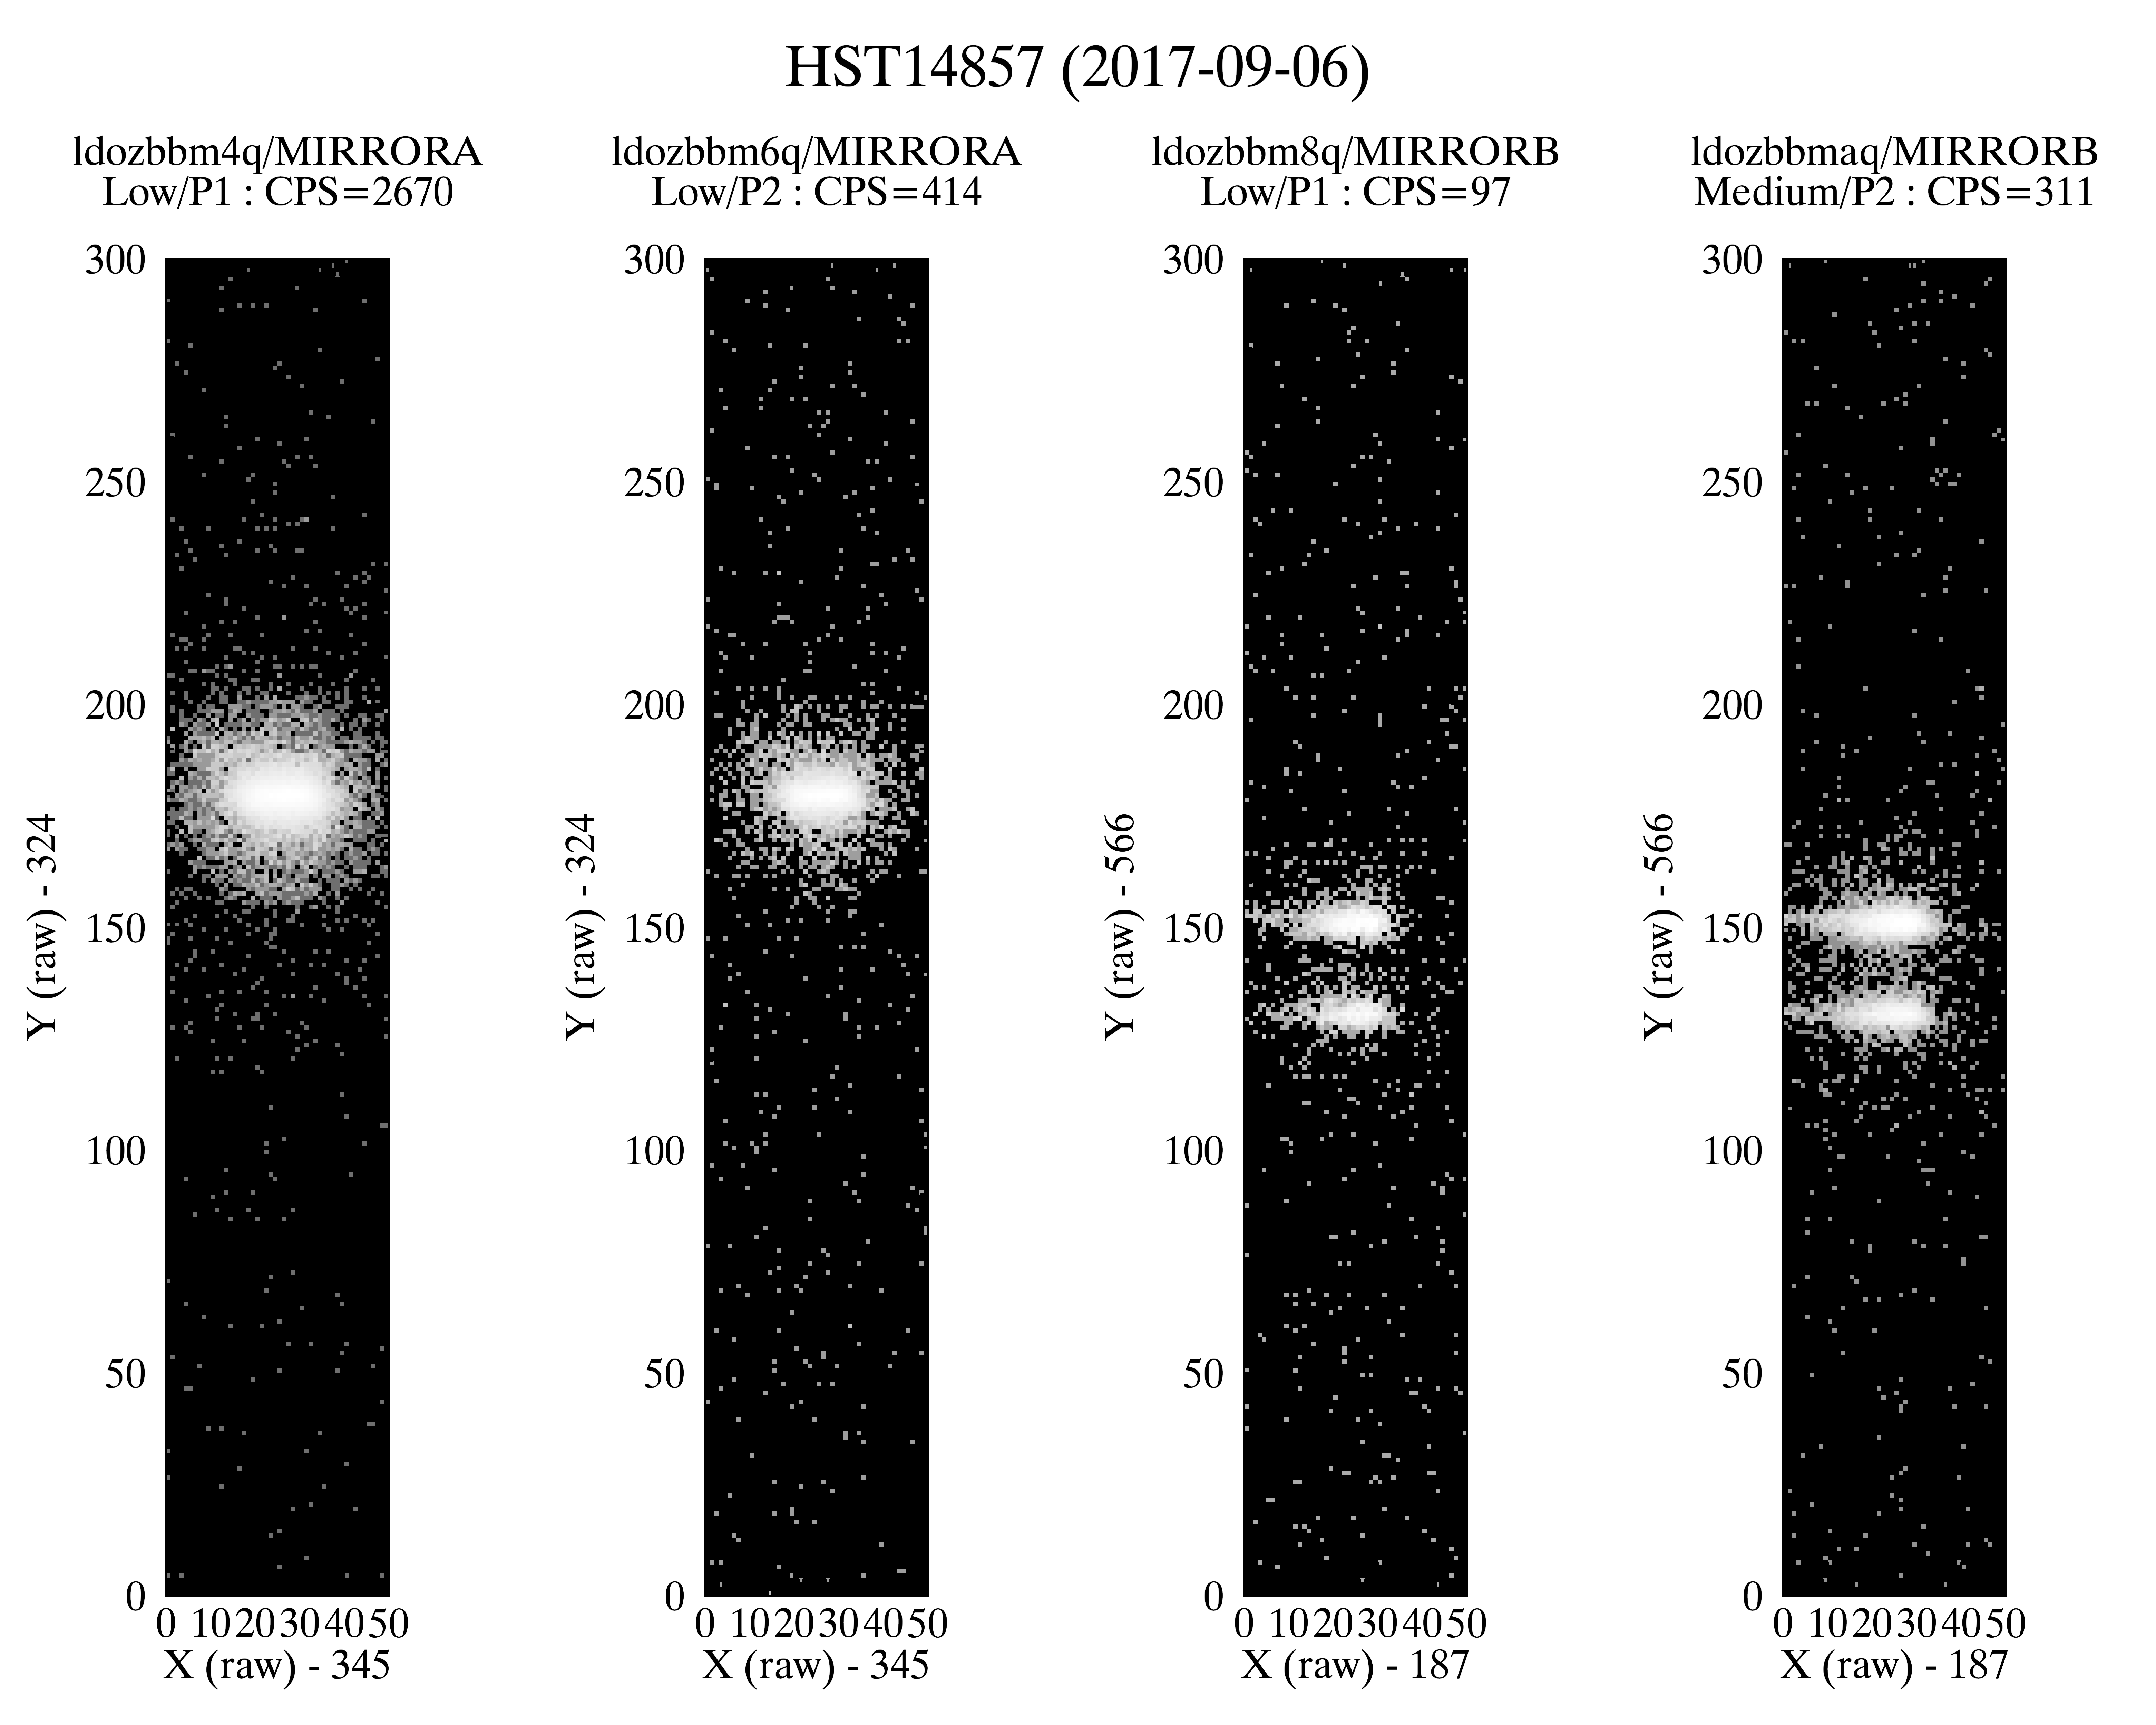 HST14857 (2017-09-06)
ldozbbm4q/MIRRORA
Low/P1 : CPS=2670
300
250
200
150
100
50
0
0 10 20 30 40 50
X (raw) - 345
Y (raw) - 324
ldozbbm6q/MIRRORA
Low/P2 : CPS=414
300
250
200
150
100
50
0
0 10 20 30 40 50
X (raw) - 345
Y (raw) - 324
ldozbbm8q/MIRRORB
Low/P1 : CPS=97
300
250
200
150
100
50
0
0 10 20 30 40 50
X (raw) - 187
Y (raw) - 566
ldozbbmaq/MIRRORB
Medium/P2 : CPS=311
300
250
200
150
100
50
0
0 10 20 30 40 50
X (raw) - 187
Y (raw) - 566